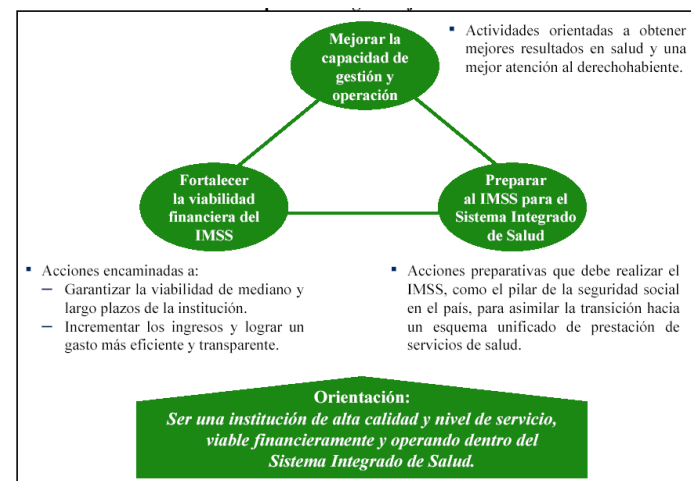 Mejorar la
capacidad de
gestión y
operación
▪ Actividades orientadas a obtener
mejores resultados en salud y una
mejor atención al derechohabiente.
Fortalecer
la viabilidad
financiera del
IMSS
Preparar
al IMSS para el
Sistema Integrado
de Salud
▪ Acciones encaminadas a:
— Garantizar la viabilidad de mediano y
largo plazos de la institución.
— Incrementar los ingresos y lograr un
gasto más eficiente y transparente.
▪ Acciones preparativas que debe realizar el
IMSS, como el pilar de la seguridad social
en el país, para asimilar la transición hacia
un esquema unificado de prestación de
servicios de salud.
Orientación:
Ser una institución de alta calidad y nivel de servicio,
viable financieramente y operando dentro del
Sistema Integrado de Salud.